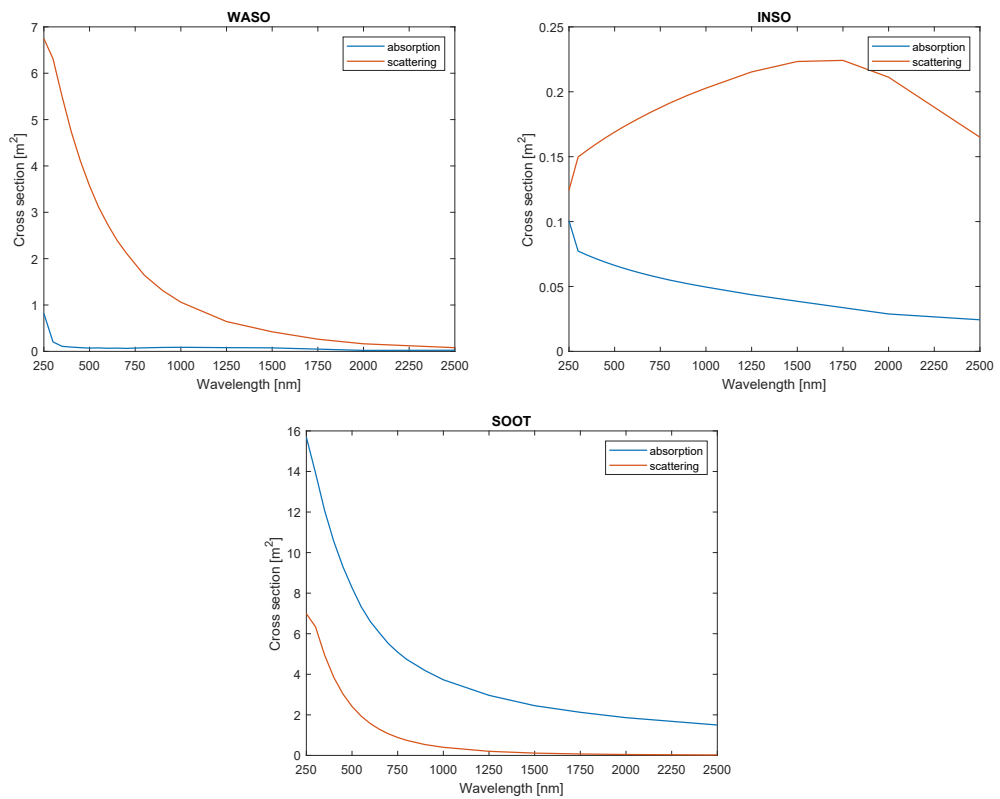 WASO
7
6
5
4
3
2
1
0
Cross section [m²]
absorption
scattering
250 500 750 1000 1250 1500 1750 2000 2250 2500
Wavelength [nm]
INSO
0.25
0.2
0.15
0.1
0.05
0
Cross section [m²]
absorption
scattering
250 500 750 1000 1250 1500 1750 2000 2250 2500
Wavelength [nm]
SOOT
16
14
12
10
8
6
4
2
0
Cross section [m²]
absorption
scattering
250 500 750 1000 1250 1500 1750 2000 2250 2500
Wavelength [nm]